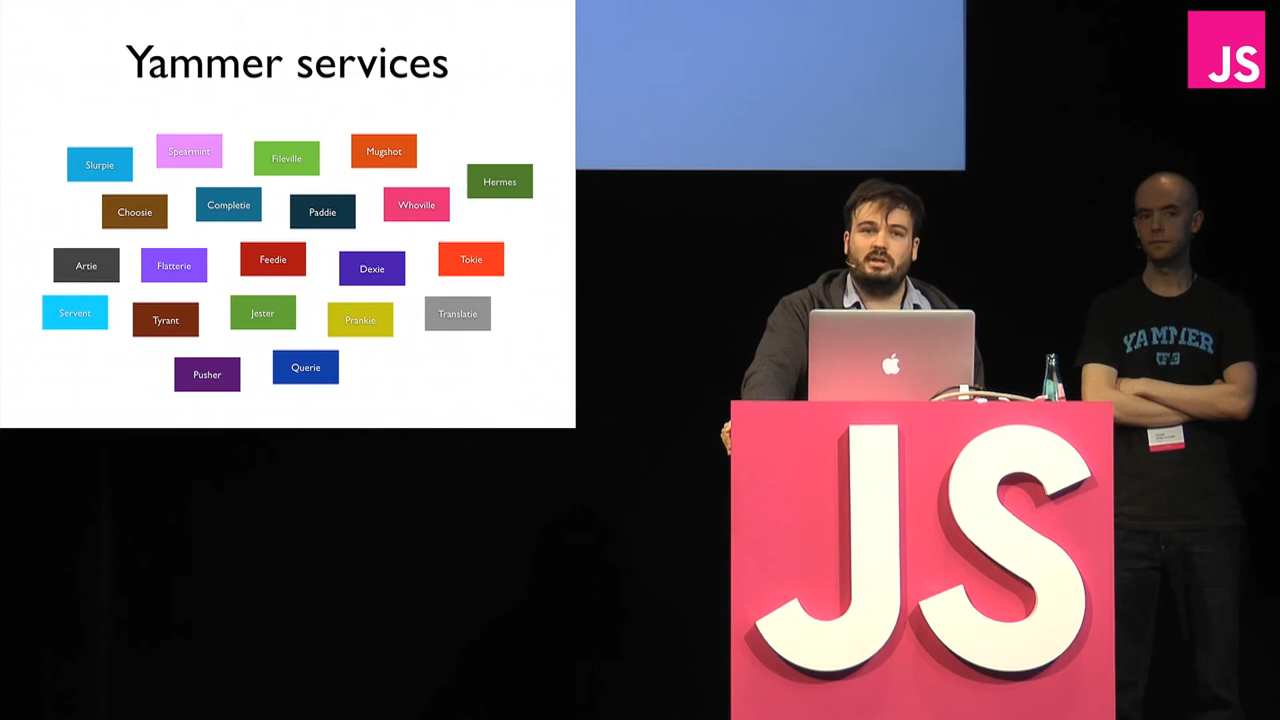 Yammer services
Slurpie
Spearmint
Fileville
Mugshot
Hermes
Choosie
Completie
Paddie
Whoville
Artie
Flatterie
Feedie
Dexie
Tokie
Servent
Tyrant
Jester
Prankie
Translatie
Pusher
Querie
JS
YAMMER
JS